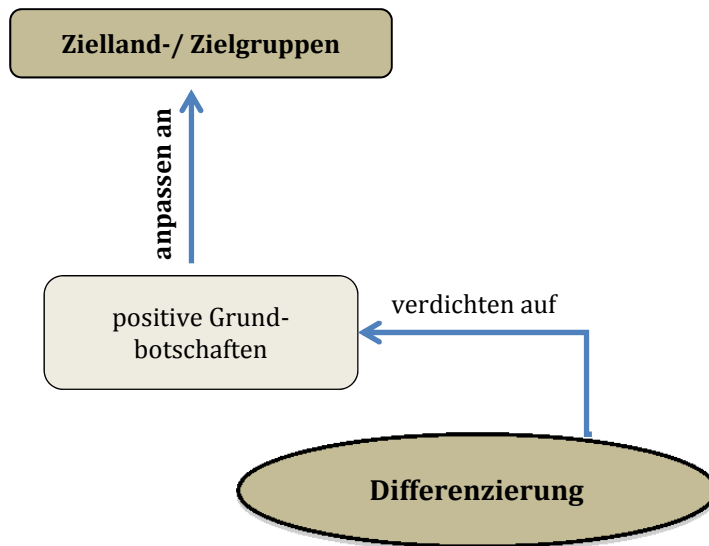 Zielland-/ Zielgruppen
anpassen an
positive Grund-
botschaften
verdichten auf
Differenzierung